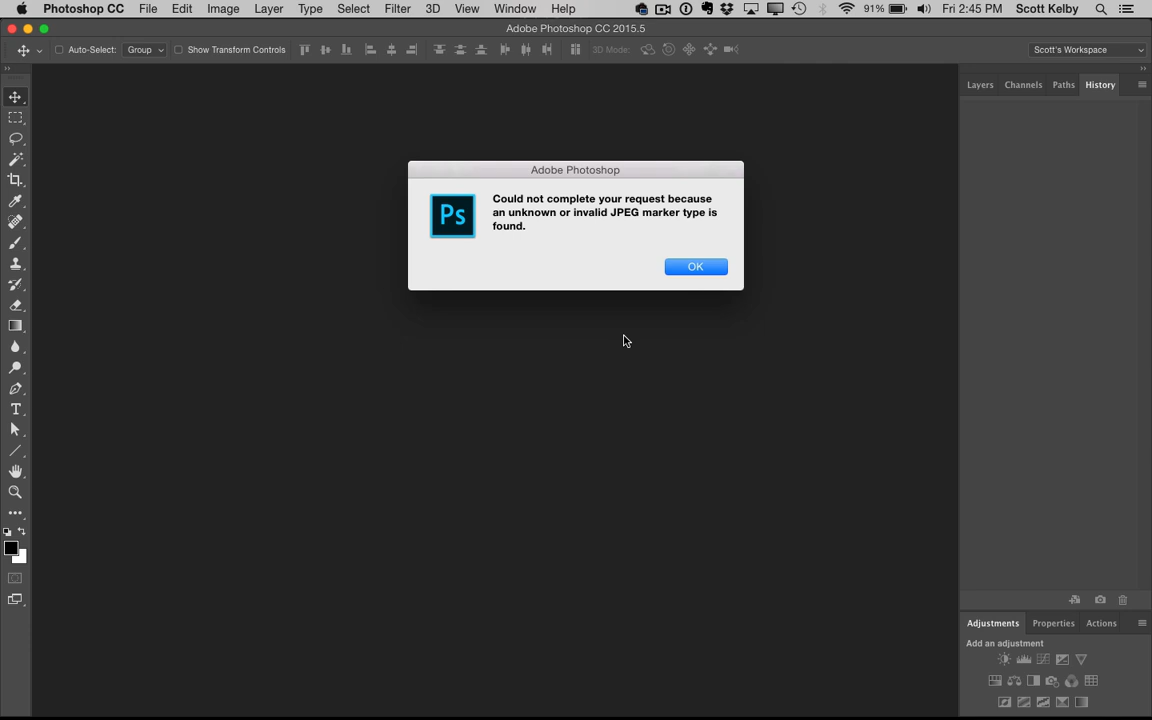 Photoshop CC File Edit Image Layer Type Select Filter 3D View Window Help 91% Fri 2:45 PM Scott Kelby
Adobe Photoshop CC 2015.5
Auto-Select: Group Show Transform Controls 3D Mode: Scott's Workspace
Layers Channels Paths History
Adobe Photoshop
Ps
Could not complete your request because
an unknown or invalid JPEG marker type is
found.
OK
Adjustments Properties Actions
Add an adjustment